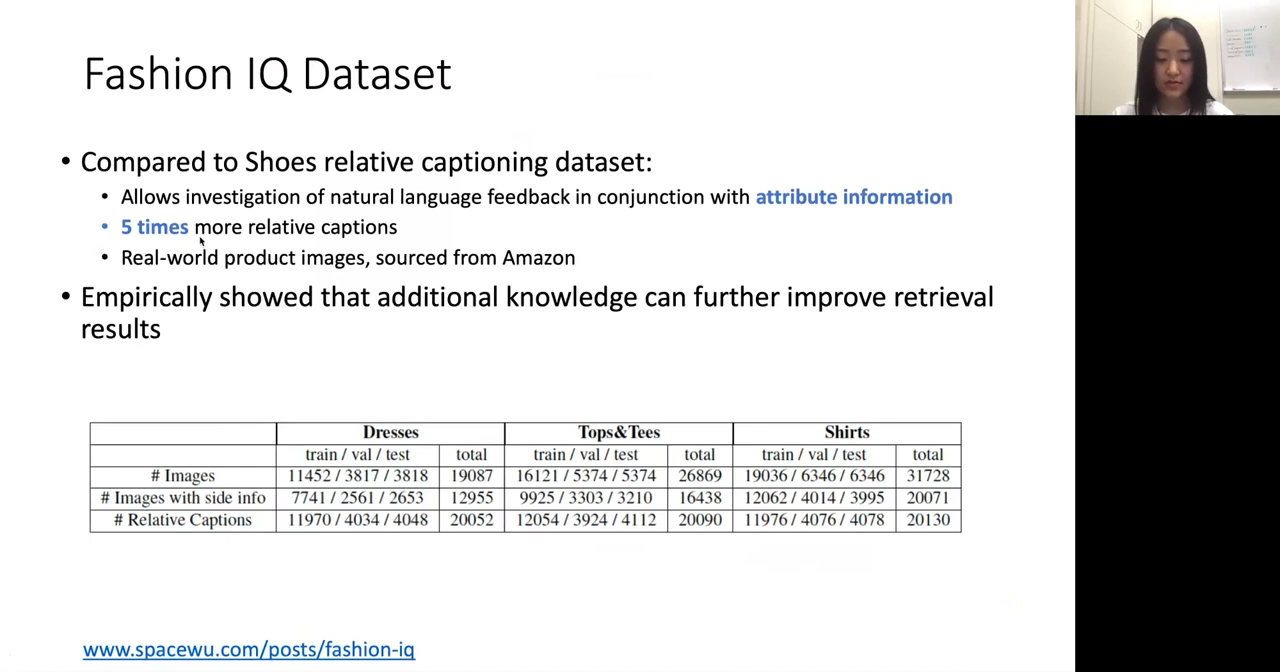 Fashion IQ Dataset
• Compared to Shoes relative captioning dataset:
• Allows investigation of natural language feedback in conjunction with attribute information
• 5 times more relative captions
• Real-world product images, sourced from Amazon
• Empirically showed that additional knowledge can further improve retrieval
results
Dresses Tops&Tees Shirts
train / val / test total train / val / test total train / val / test total
# Images 11452 / 3817 / 3818 19087 16121 / 5374 / 5374 26869 19036 / 6346 / 6346 31728
# Images with side info 7741 / 2561 / 2653 12955 9925 / 3303 / 3210 16438 12062 / 4014 / 3995 20071
# Relative Captions 11970 / 4034 / 4048 20052 12054 / 3924 / 4112 20090 11976 / 4076 / 4078 20130
www.spacewu.com/posts/fashion-iq